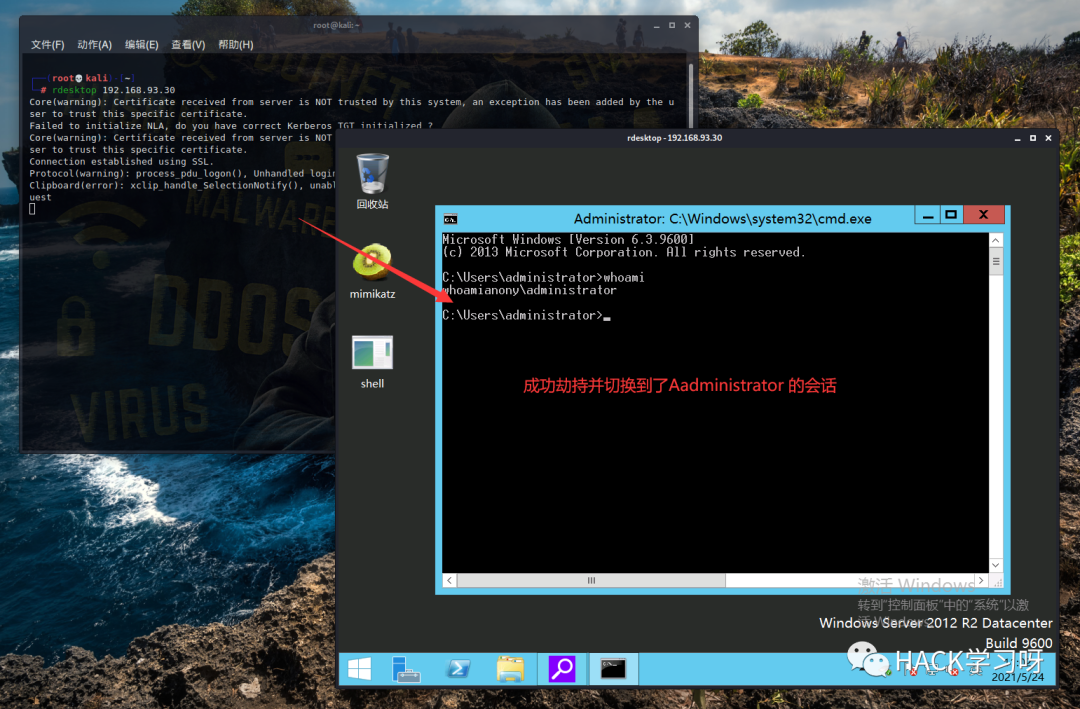 root@kali: ~
文件(F) 动作(A) 编辑(E) 查看(V) 帮助(H)
(root💀kali)-[~]
# rdesktop 192.168.93.30
Core(warning): Certificate received from server is NOT trusted by this system, an exception has been added by the u
ser to trust this specific certificate.
Failed to initialize NLA, do you have correct Kerberos TGT initialized ?
Core(warning): Certificate received from server is NOT
ser to trust this specific certificate.
Connection established using SSL.
Protocol(warning): process_pdu_logon(), Unhandled login
Clipboard(error): xclip_handle_SelectionNotify(), unabl
uest
MALWARE
DDOS
VIRUS
rdesktop - 192.168.93.30
回收站
mimikatz
shell
Administrator: C:\Windows\system32\cmd.exe
Microsoft Windows [Version 6.3.9600]
(c) 2013 Microsoft Corporation. All rights reserved.
C:\Users\administrator>whoami
whoamianony\administrator
C:\Users\administrator>
成功劫持并切换到了Aadministrator 的会话
激活 Windows
转到"控制面板"中的"系统"以激
Windows Server 2012 R2 Datacenter
Build 9600
HACK学习呀
2021/5/24